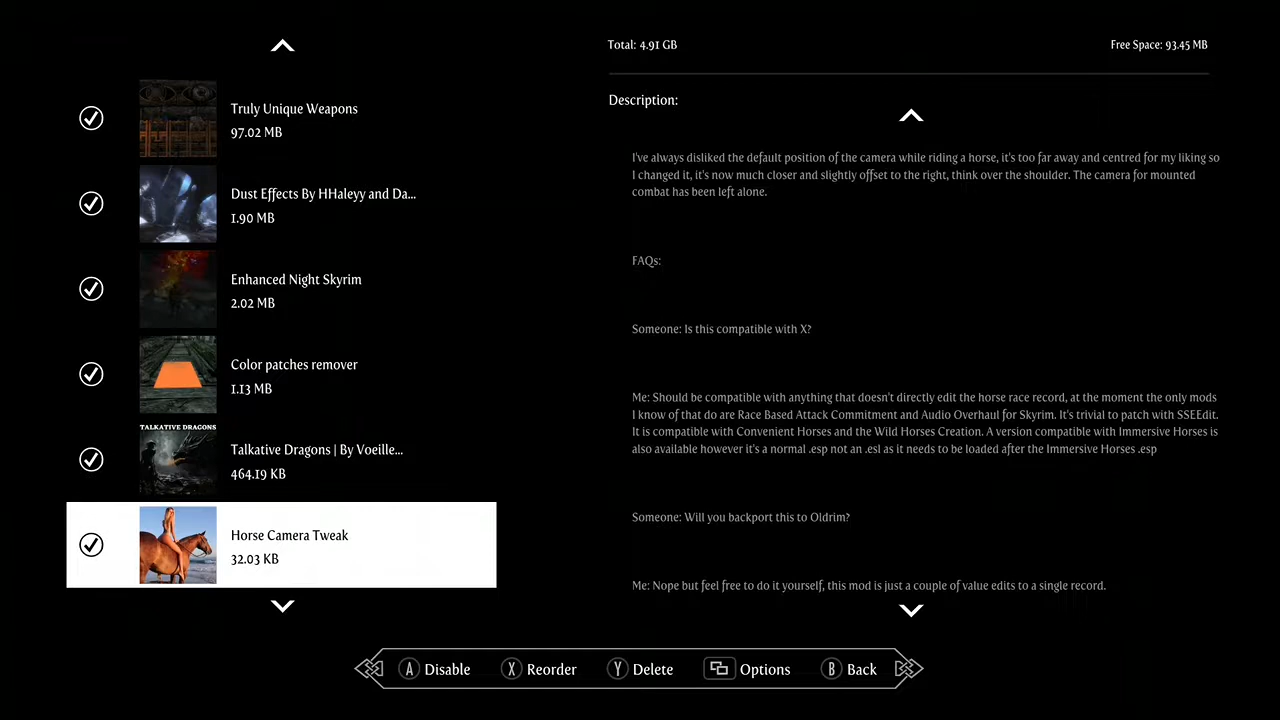 Total: 4.91 GB
Free Space: 93.45 MB
Truly Unique Weapons
97.02 MB
Dust Effects By HHaleyy and Da...
1.90 MB
Enhanced Night Skyrim
2.02 MB
Color patches remover
1.13 MB
TALKATIVE DRAGONS
Talkative Dragons | By Voeille...
464.19 KB
Horse Camera Tweak
32.03 KB
Description:
I've always disliked the default position of the camera while riding a horse, it's too far away and centred for my liking so
I changed it, it's now much closer and slightly offset to the right, think over the shoulder. The camera for mounted
combat has been left alone.
FAQs:
Someone: Is this compatible with X?
Me: Should be compatible with anything that doesn't directly edit the horse race record, at the moment the only mods
I know of that do are Race Based Attack Commitment and Audio Overhaul for Skyrim. It's trivial to patch with SSEEdit.
It is compatible with Convenient Horses and the Wild Horses Creation. A version compatible with Immersive Horses is
also available however it's a normal .esp not an .esl as it needs to be loaded after the Immersive Horses .esp
Someone: Will you backport this to Oldrim?
Me: Nope but feel free to do it yourself, this mod is just a couple of value edits to a single record.
A Disable X Reorder Y Delete Options B Back